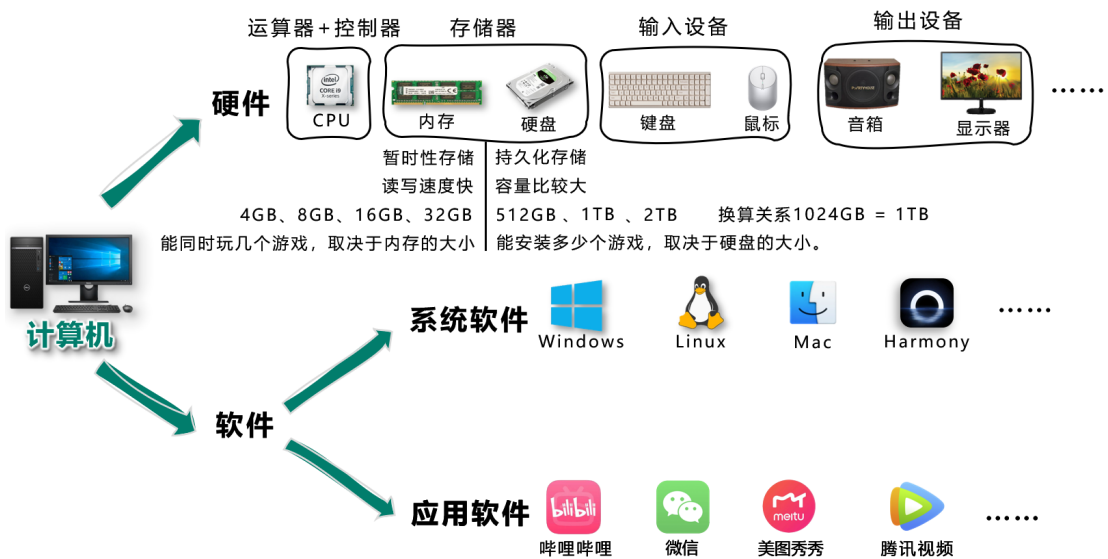 运算器+控制器
存储器
输入设备
输出设备
intel
CORE i9
X-series
硬件
CPU
内存
硬盘
键盘
鼠标
音箱
显示器
……
暂时性存储
持久化存储
读写速度快
容量比较大
4GB、8GB、16GB、32GB
512GB 、1TB 、2TB
换算关系1024GB = 1TB
能同时玩几个游戏，取决于内存的大小
能安装多少个游戏，取决于硬盘的大小。
计算机
系统软件
Windows
Linux
Mac
Harmony
……
软件
应用软件
bilibili
meitu
哔哩哔哩
微信
美图秀秀
腾讯视频
……